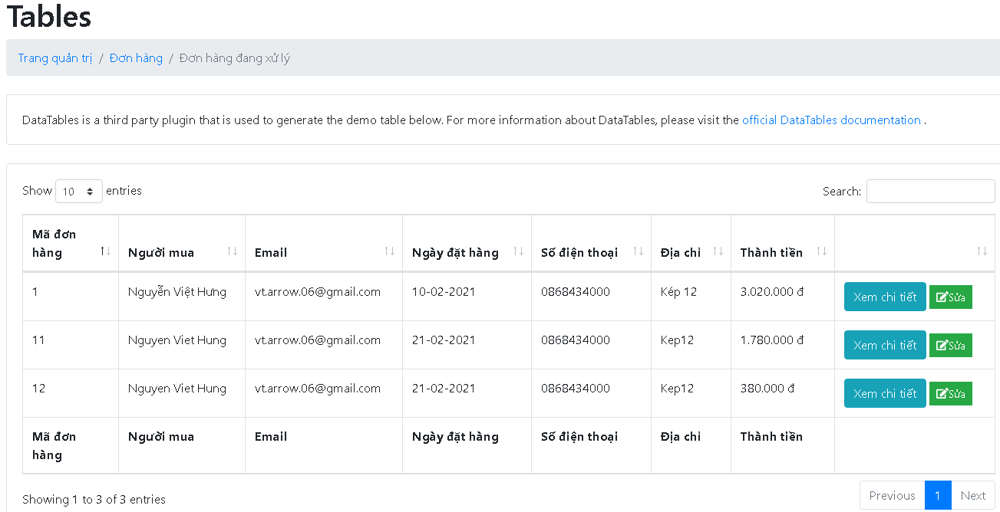 Tables
Trang quản trị / Đơn hàng / Đơn hàng đang xử lý
DataTables is a third party plugin that is used to generate the demo table below. For more information about DataTables, please visit the official DataTables documentation .
Show 10 entries Search:
Mã đơn hàng Người mua Email Ngày đặt hàng Số điện thoại Địa chỉ Thành tiền
1 Nguyễn Việt Hưng vt.arrow.06@gmail.com 10-02-2021 0868434000 Kép 12 3.020.000 đ Xem chi tiết Sửa
11 Nguyen Viet Hung vt.arrow.06@gmail.com 21-02-2021 0868434000 Kep12 1.780.000 đ Xem chi tiết Sửa
12 Nguyen Viet Hung vt.arrow.06@gmail.com 21-02-2021 0868434000 Kep12 380.000 đ Xem chi tiết Sửa
Mã đơn hàng Người mua Email Ngày đặt hàng Số điện thoại Địa chỉ Thành tiền
Showing 1 to 3 of 3 entries Previous 1 Next